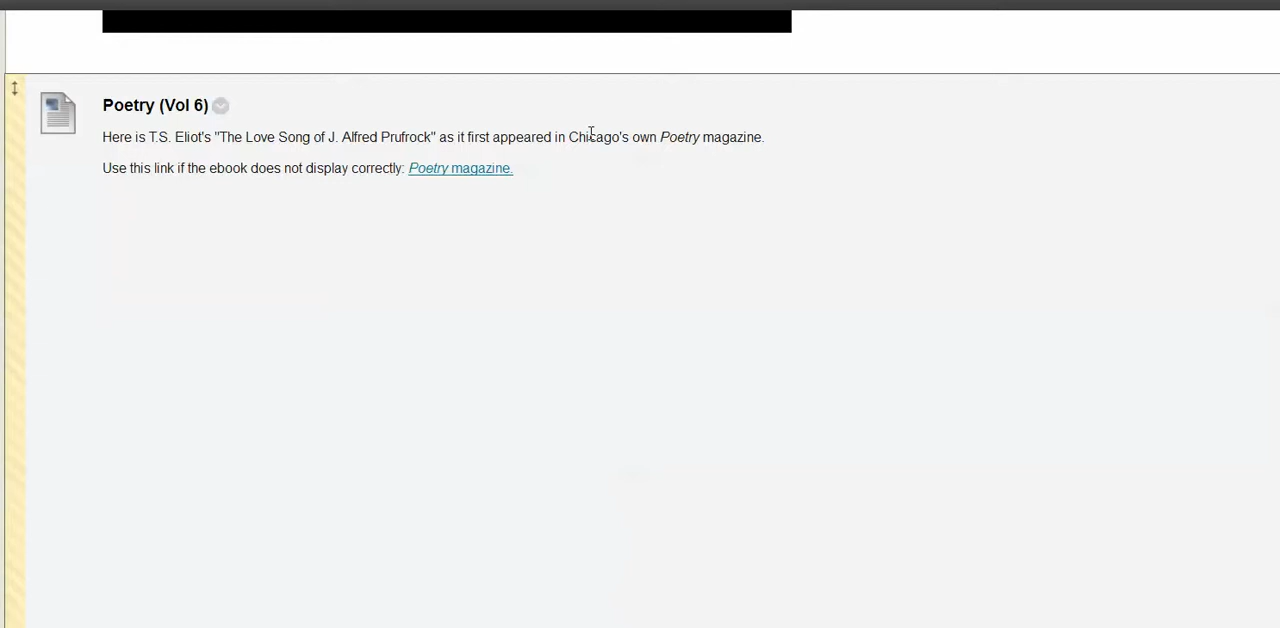 Poetry (Vol 6)
Here is T.S. Eliot's "The Love Song of J. Alfred Prufrock" as it first appeared in Chicago's own Poetry magazine.
Use this link if the ebook does not display correctly: Poetry magazine.